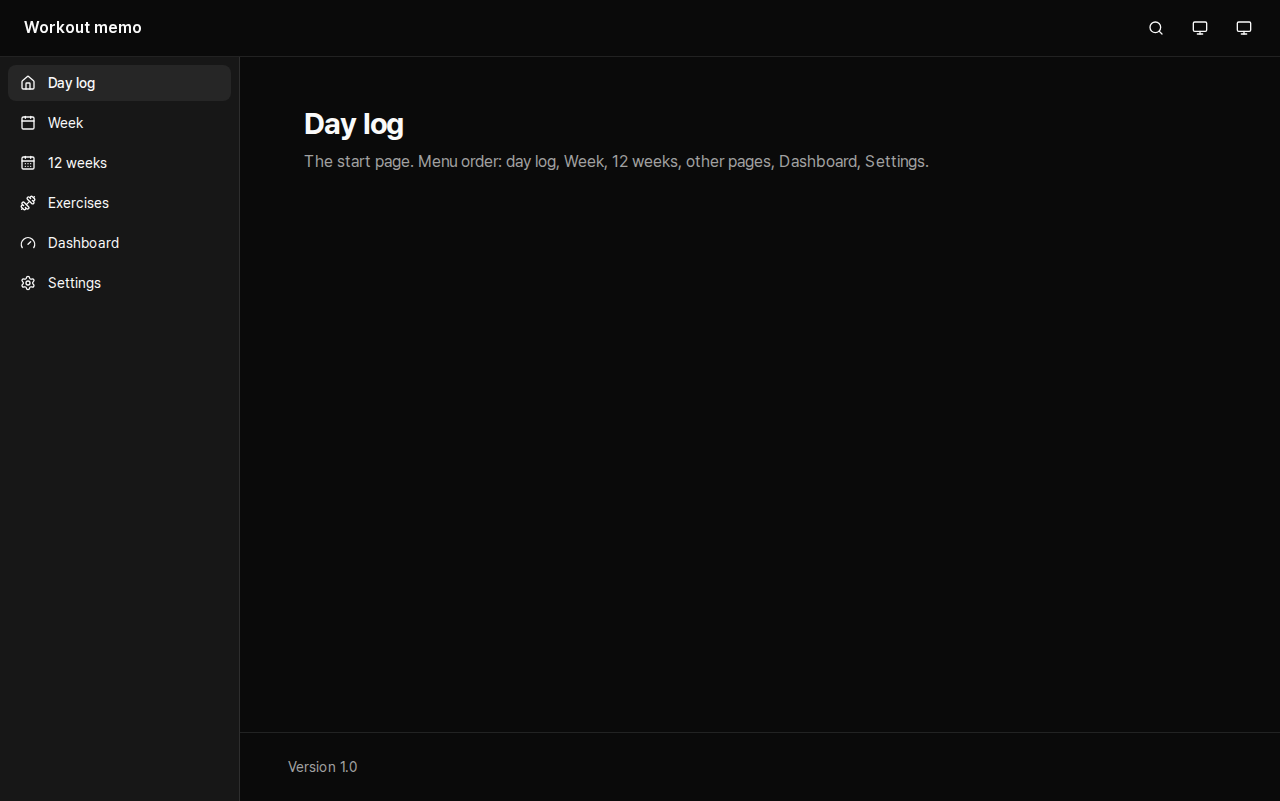 Workout memo
Day log
Week
12 weeks
Exercises
Dashboard
Settings
Day log
The start page. Menu order: day log, Week, 12 weeks, other pages, Dashboard, Settings.
Version 1.0